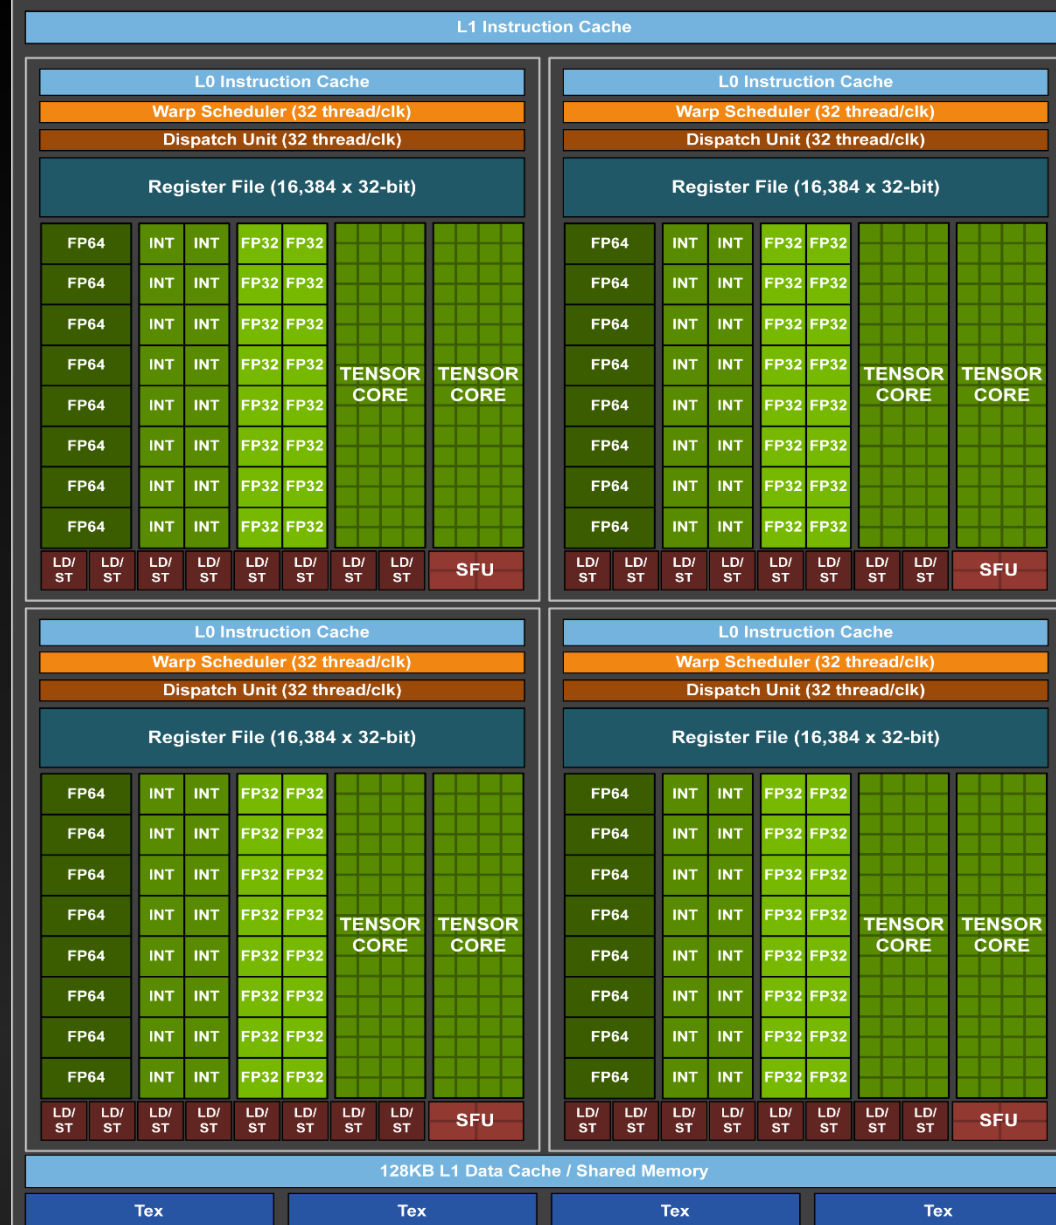 L1 Instruction Cache
L0 Instruction Cache
Warp Scheduler (32 thread/clk)
Dispatch Unit (32 thread/clk)
Register File (16,384 x 32-bit)
FP64 INT INT FP32 FP32
FP64 INT INT FP32 FP32
FP64 INT INT FP32 FP32
FP64 INT INT FP32 FP32
FP64 INT INT FP32 FP32
FP64 INT INT FP32 FP32
FP64 INT INT FP32 FP32
FP64 INT INT FP32 FP32
TENSOR TENSOR
CORE CORE
LD/ LD/ LD/ LD/ LD/ LD/ LD/ LD/
ST ST ST ST ST ST ST ST
SFU
L0 Instruction Cache
Warp Scheduler (32 thread/clk)
Dispatch Unit (32 thread/clk)
Register File (16,384 x 32-bit)
FP64 INT INT FP32 FP32
FP64 INT INT FP32 FP32
FP64 INT INT FP32 FP32
FP64 INT INT FP32 FP32
FP64 INT INT FP32 FP32
FP64 INT INT FP32 FP32
FP64 INT INT FP32 FP32
FP64 INT INT FP32 FP32
TENSOR TENSOR
CORE CORE
LD/ LD/ LD/ LD/ LD/ LD/ LD/ LD/
ST ST ST ST ST ST ST ST
SFU
L0 Instruction Cache
Warp Scheduler (32 thread/clk)
Dispatch Unit (32 thread/clk)
Register File (16,384 x 32-bit)
FP64 INT INT FP32 FP32
FP64 INT INT FP32 FP32
FP64 INT INT FP32 FP32
FP64 INT INT FP32 FP32
FP64 INT INT FP32 FP32
FP64 INT INT FP32 FP32
FP64 INT INT FP32 FP32
FP64 INT INT FP32 FP32
TENSOR TENSOR
CORE CORE
LD/ LD/ LD/ LD/ LD/ LD/ LD/ LD/
ST ST ST ST ST ST ST ST
SFU
L0 Instruction Cache
Warp Scheduler (32 thread/clk)
Dispatch Unit (32 thread/clk)
Register File (16,384 x 32-bit)
FP64 INT INT FP32 FP32
FP64 INT INT FP32 FP32
FP64 INT INT FP32 FP32
FP64 INT INT FP32 FP32
FP64 INT INT FP32 FP32
FP64 INT INT FP32 FP32
FP64 INT INT FP32 FP32
FP64 INT INT FP32 FP32
TENSOR TENSOR
CORE CORE
LD/ LD/ LD/ LD/ LD/ LD/ LD/ LD/
ST ST ST ST ST ST ST ST
SFU
128KB L1 Data Cache / Shared Memory
Tex Tex Tex Tex